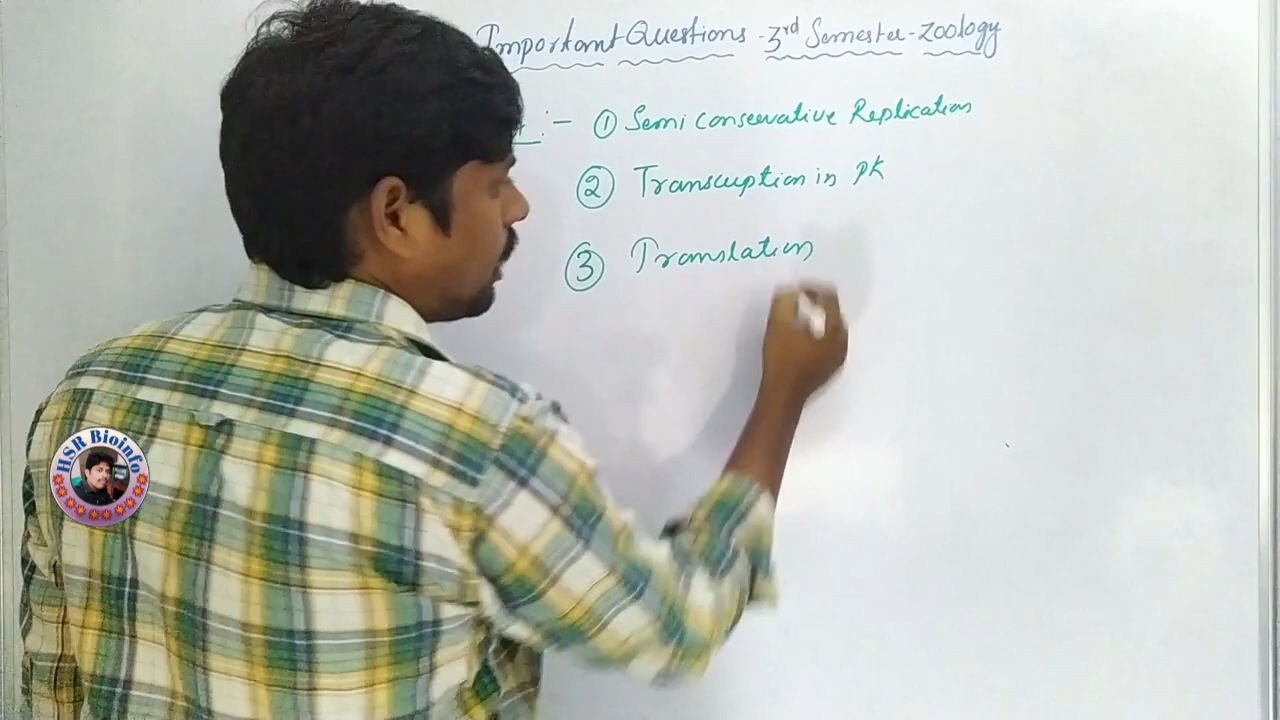 Important Questions - 3rd Semester - Zoology
:- ① Semi conservative Replication
② Transcription in PK
③ Translation
HSR Bioinfo